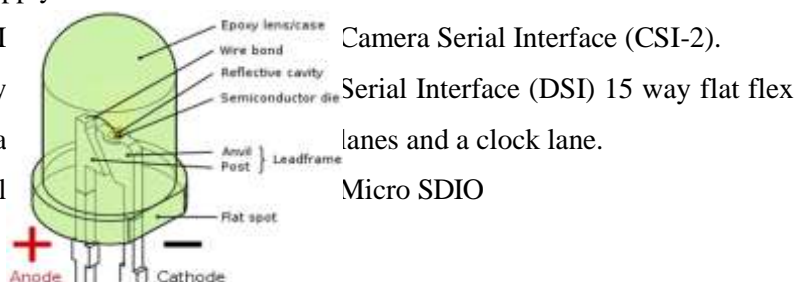 Epoxy lens/case
I Camera Serial Interface (CSI-2).
Wire bond
Reflective cavity
Semiconductor die
Serial Interface (DSI) 15 way flat flex
a lanes and a clock lane.
Anvil
Post } Leadframe
l Micro SDIO
Flat spot
+ −
Anode Cathode